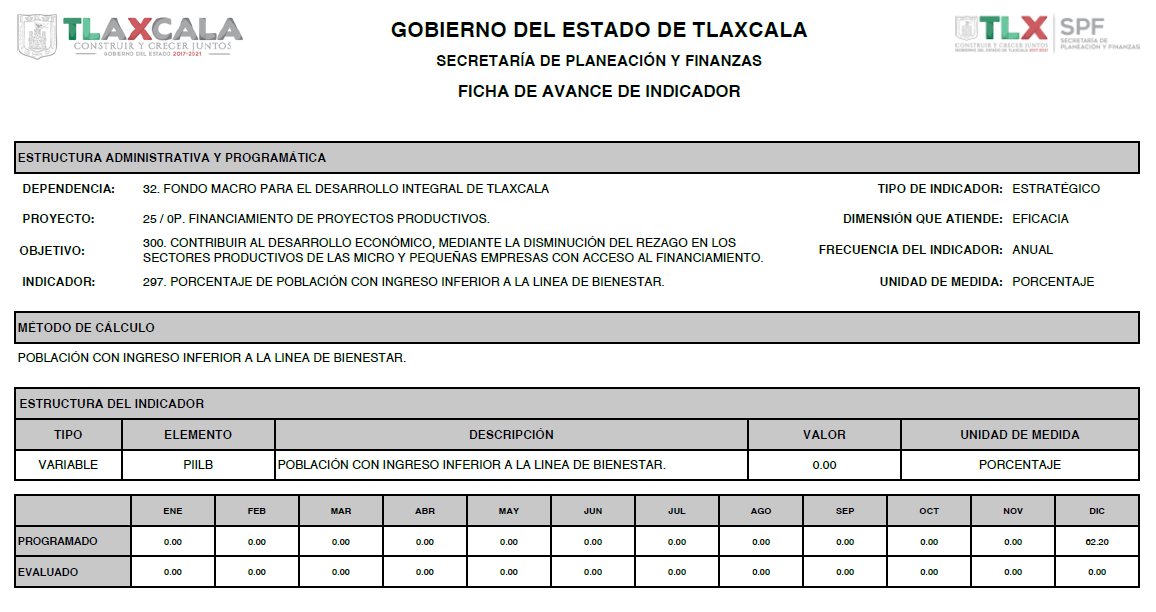 TLAXCALA
CONSTRUIR Y CRECER JUNTOS
GOBIERNO DEL ESTADO 2017-2021
GOBIERNO DEL ESTADO DE TLAXCALA
SECRETARÍA DE PLANEACIÓN Y FINANZAS
FICHA DE AVANCE DE INDICADOR
TLX
CONSTRUIR Y CRECER JUNTOS
GOBIERNO DEL ESTADO DE TLAXCALA 2017-2021
SPF
SECRETARÍA DE
PLANEACIÓN Y FINANZAS
ESTRUCTURA ADMINISTRATIVA Y PROGRAMÁTICA
DEPENDENCIA: 32. FONDO MACRO PARA EL DESARROLLO INTEGRAL DE TLAXCALA TIPO DE INDICADOR: ESTRATÉGICO
PROYECTO: 25 / 0P. FINANCIAMIENTO DE PROYECTOS PRODUCTIVOS. DIMENSIÓN QUE ATIENDE: EFICACIA
OBJETIVO: 300. CONTRIBUIR AL DESARROLLO ECONÓMICO, MEDIANTE LA DISMINUCIÓN DEL REZAGO EN LOS
SECTORES PRODUCTIVOS DE LAS MICRO Y PEQUEÑAS EMPRESAS CON ACCESO AL FINANCIAMIENTO. FRECUENCIA DEL INDICADOR: ANUAL
INDICADOR: 297. PORCENTAJE DE POBLACIÓN CON INGRESO INFERIOR A LA LINEA DE BIENESTAR. UNIDAD DE MEDIDA: PORCENTAJE
MÉTODO DE CÁLCULO
POBLACIÓN CON INGRESO INFERIOR A LA LINEA DE BIENESTAR.
ESTRUCTURA DEL INDICADOR
TIPO ELEMENTO DESCRIPCIÓN VALOR UNIDAD DE MEDIDA
VARIABLE PIILB POBLACIÓN CON INGRESO INFERIOR A LA LINEA DE BIENESTAR. 0.00 PORCENTAJE
ENE FEB MAR ABR MAY JUN JUL AGO SEP OCT NOV DIC
PROGRAMADO 0.00 0.00 0.00 0.00 0.00 0.00 0.00 0.00 0.00 0.00 0.00 62.20
EVALUADO 0.00 0.00 0.00 0.00 0.00 0.00 0.00 0.00 0.00 0.00 0.00 0.00